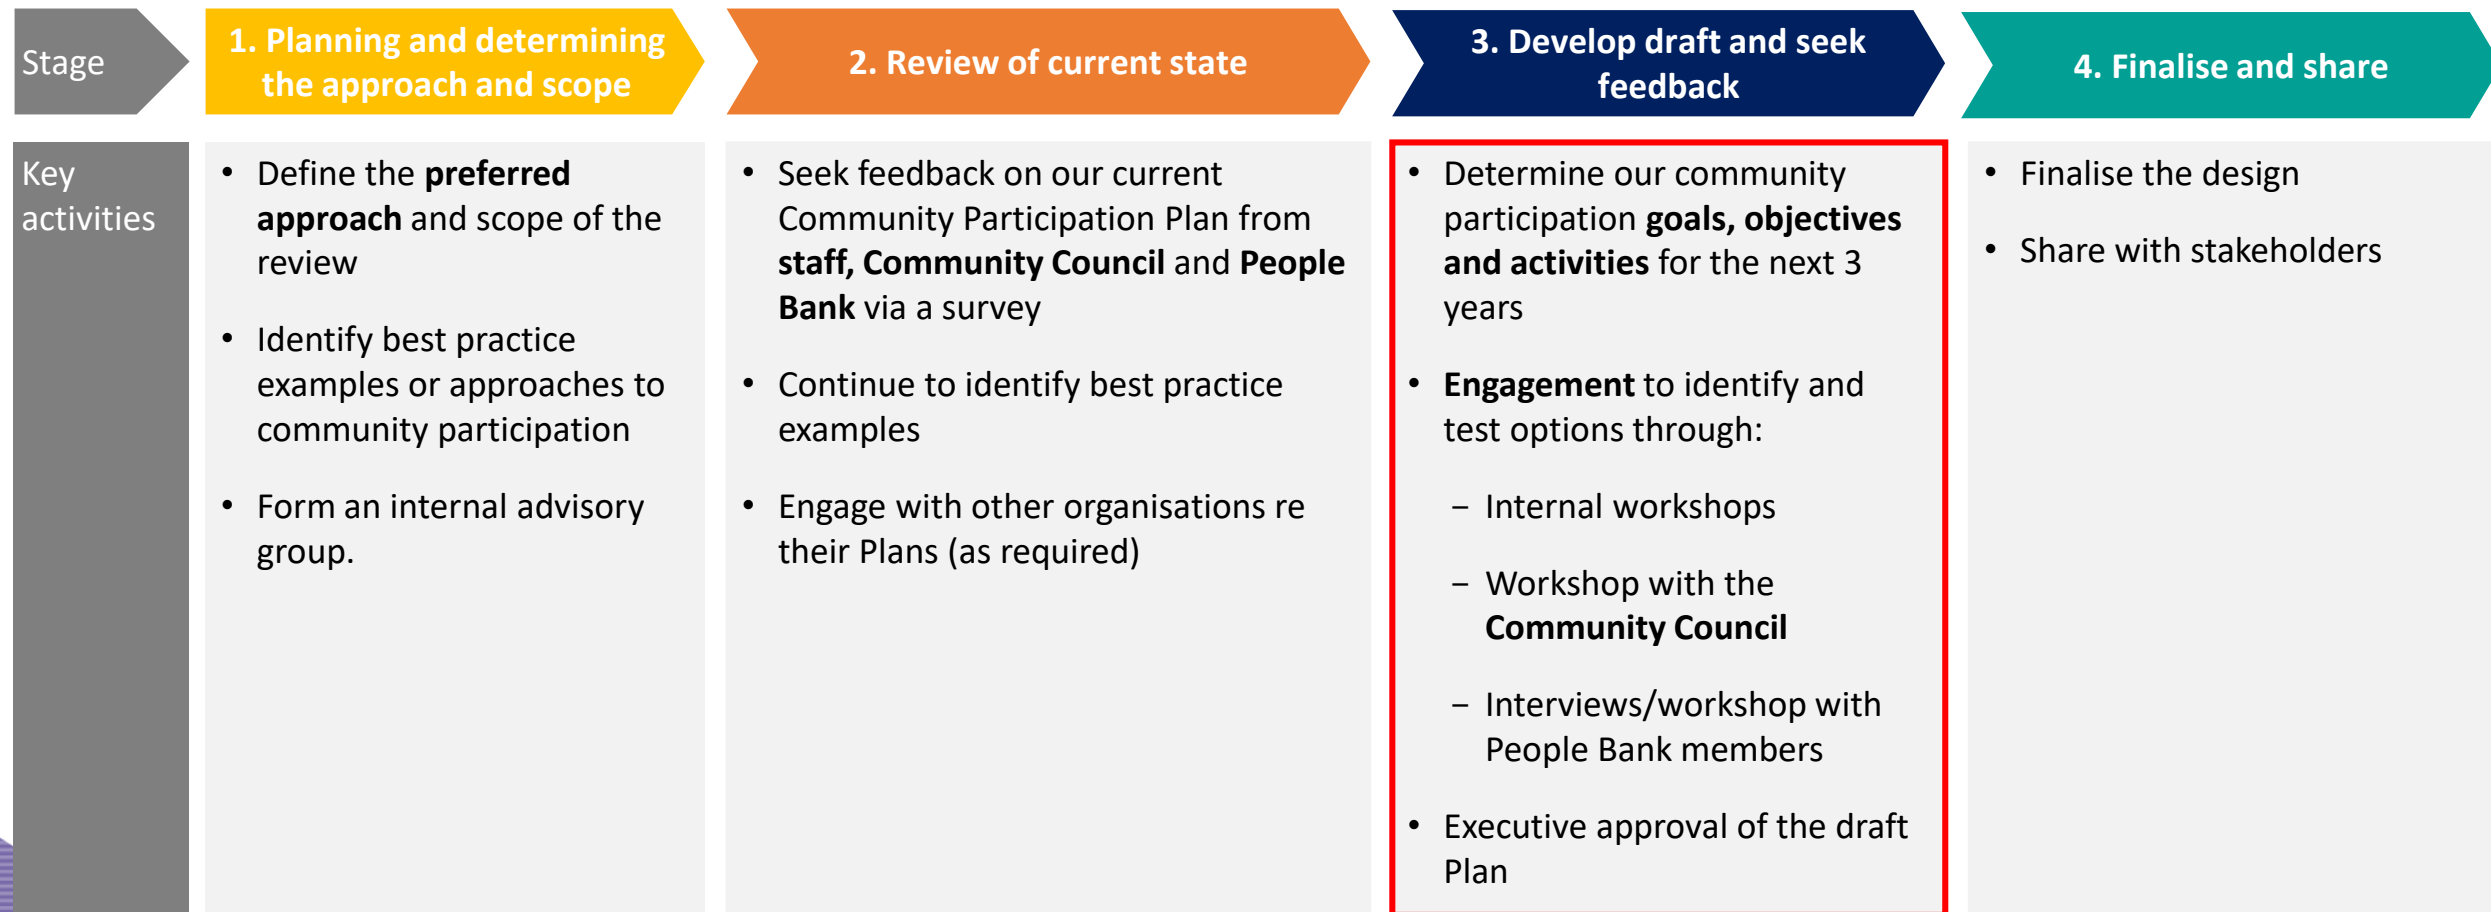 Stage
1. Planning and determining
the approach and scope
2. Review of current state
3. Develop draft and seek
feedback
4. Finalise and share
Key
activities
• Define the preferred
approach and scope of the
review
• Identify best practice
examples or approaches to
community participation
• Form an internal advisory
group.
• Seek feedback on our current
Community Participation Plan from
staff, Community Council and People
Bank via a survey
• Continue to identify best practice
examples
• Engage with other organisations re
their Plans (as required)
• Determine our community
participation goals, objectives
and activities for the next 3
years
• Engagement to identify and
test options through:
– Internal workshops
– Workshop with the
Community Council
– Interviews/workshop with
People Bank members
• Executive approval of the draft
Plan
• Finalise the design
• Share with stakeholders